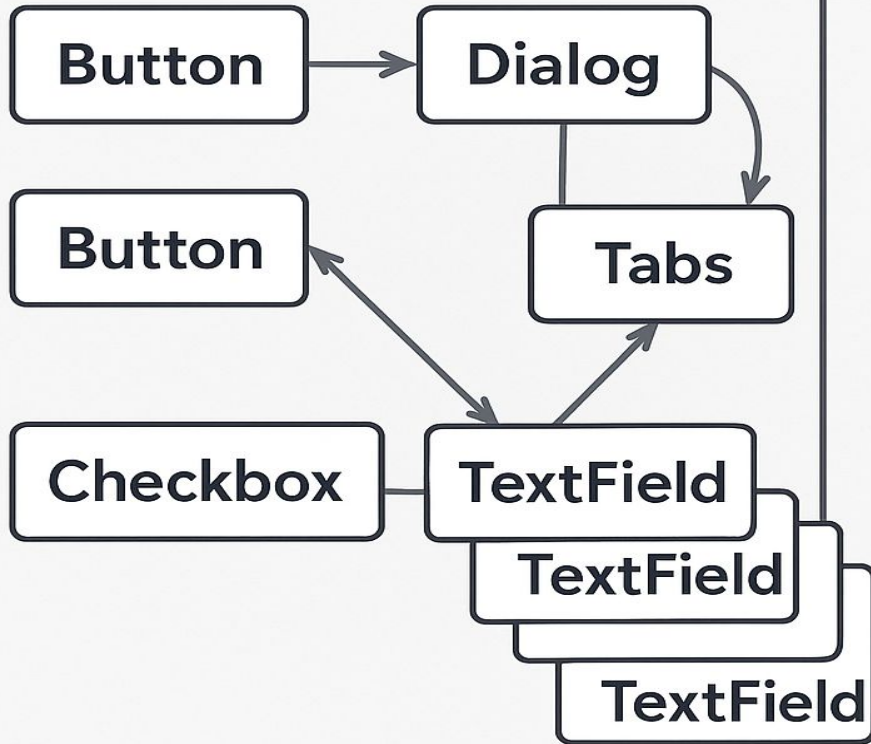 Button
Dialog
Button
Tabs
Checkbox
TextField
TextField
TextField